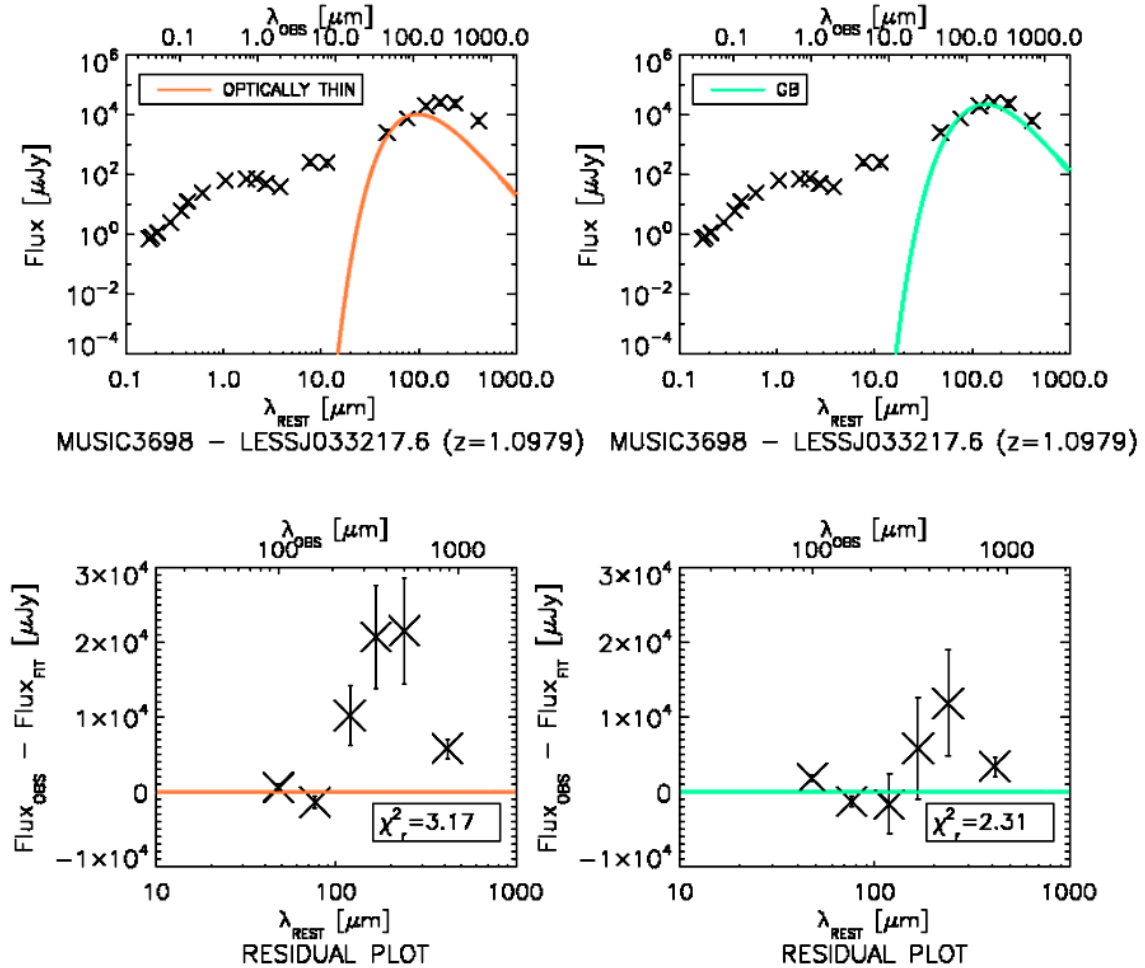 λOBS [μm] λOBS [μm]
0.1 1.0 10.0 100.0 1000.0 0.1 1.0 10.0 100.0 1000.0
OPTICALLY THIN GB
Flux [μJy] Flux [μJy]
10^6 10^6
10^4 10^4
10^2 10^2
10^0 10^0
10^-2 10^-2
10^-4 10^-4
0.1 1.0 10.0 100.0 1000.0 0.1 1.0 10.0 100.0 1000.0
λREST [μm] λREST [μm]
MUSIC3698 - LESSJ033217.6 (z=1.0979) MUSIC3698 - LESSJ033217.6 (z=1.0979)
λOBS [μm] λOBS [μm]
100 1000 100 1000
FluxOBS - FluxFIT [μJy] FluxOBS - FluxFIT [μJy]
3×10^4 3×10^4
2×10^4 2×10^4
1×10^4 1×10^4
0 0
-1×10^4 -1×10^4
χ²r=3.17 χ²r=2.31
10 100 1000 10 100 1000
λREST [μm] λREST [μm]
RESIDUAL PLOT RESIDUAL PLOT